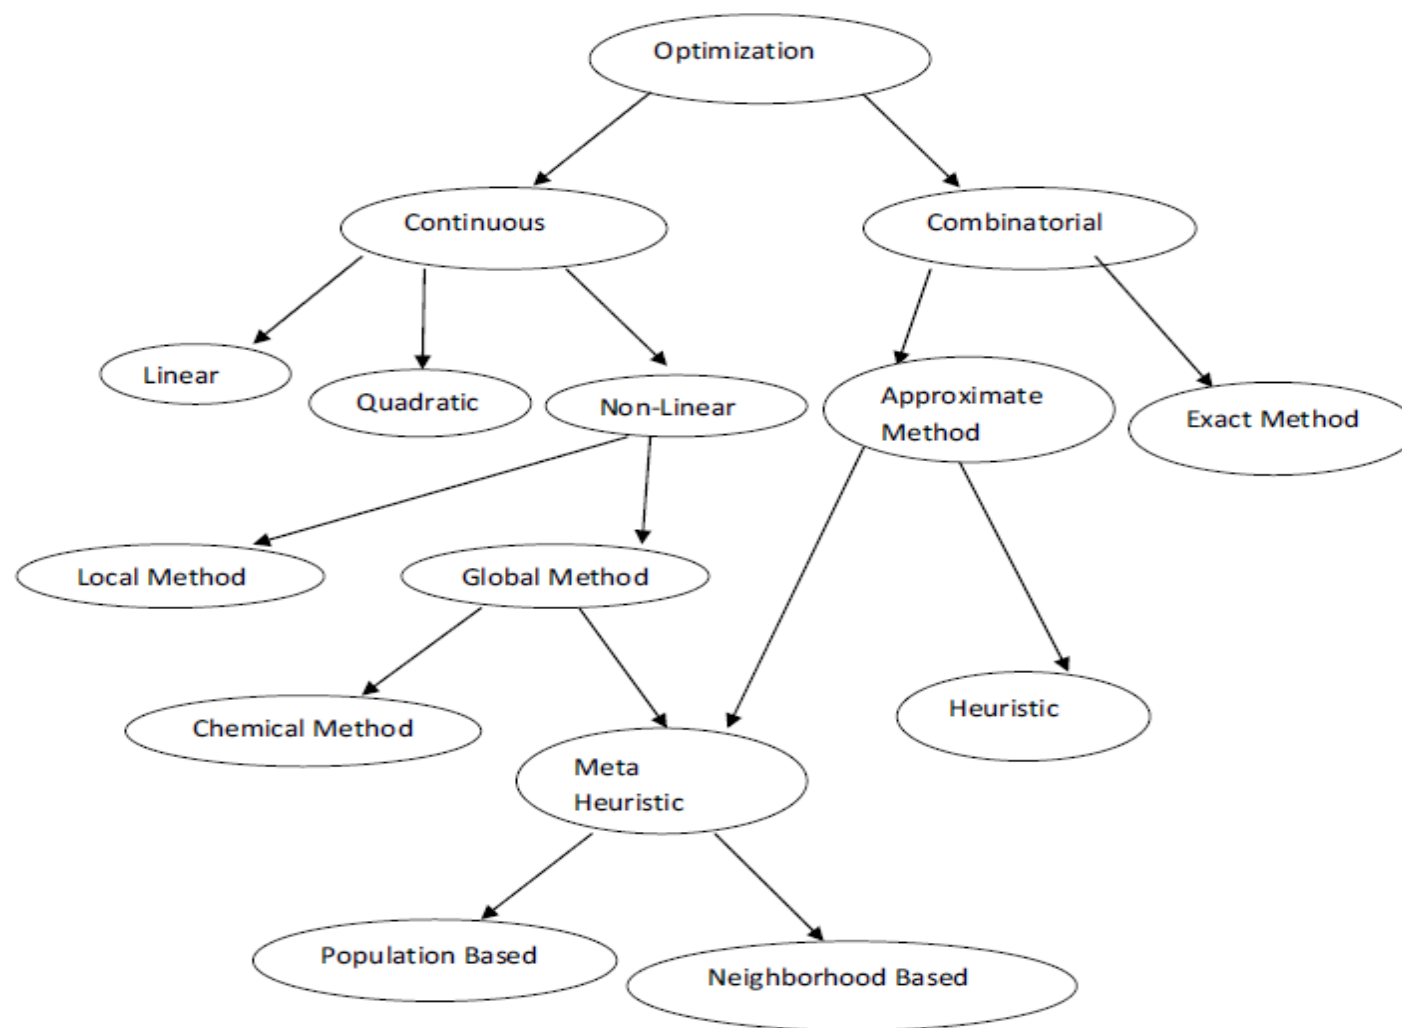 Optimization
Continuous
Combinatorial
Linear
Quadratic
Non-Linear
Approximate
Method
Exact Method
Local Method
Global Method
Chemical Method
Heuristic
Meta
Heuristic
Population Based
Neighborhood Based